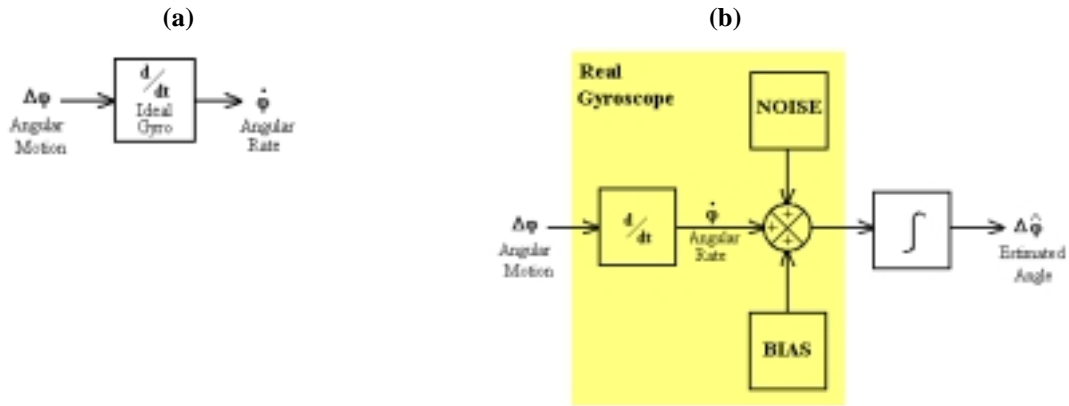 (a)
Δφ
Angular
Motion
d/dt
Ideal
Gyro
φ̇
Angular
Rate
(b)
Real
Gyroscope
NOISE
Δφ
Angular
Motion
d/dt
φ̇
Angular
Rate
+ + +
BIAS
∫
Δφ̂
Estimated
Angle